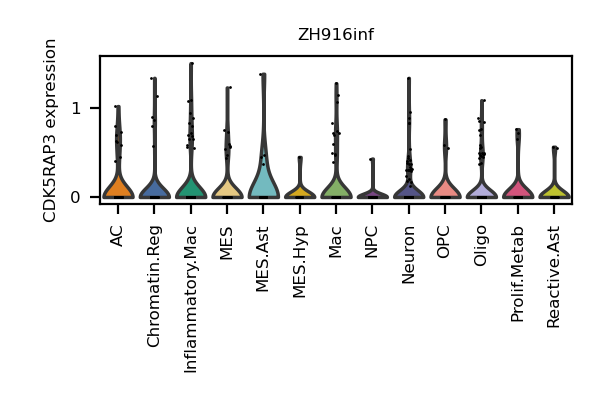 ZH916inf
CDK5RAP3 expression
1
0
AC
Chromatin.Reg
Inflammatory.Mac
MES
MES.Ast
MES.Hyp
Mac
NPC
Neuron
OPC
Oligo
Prolif.Metab
Reactive.Ast